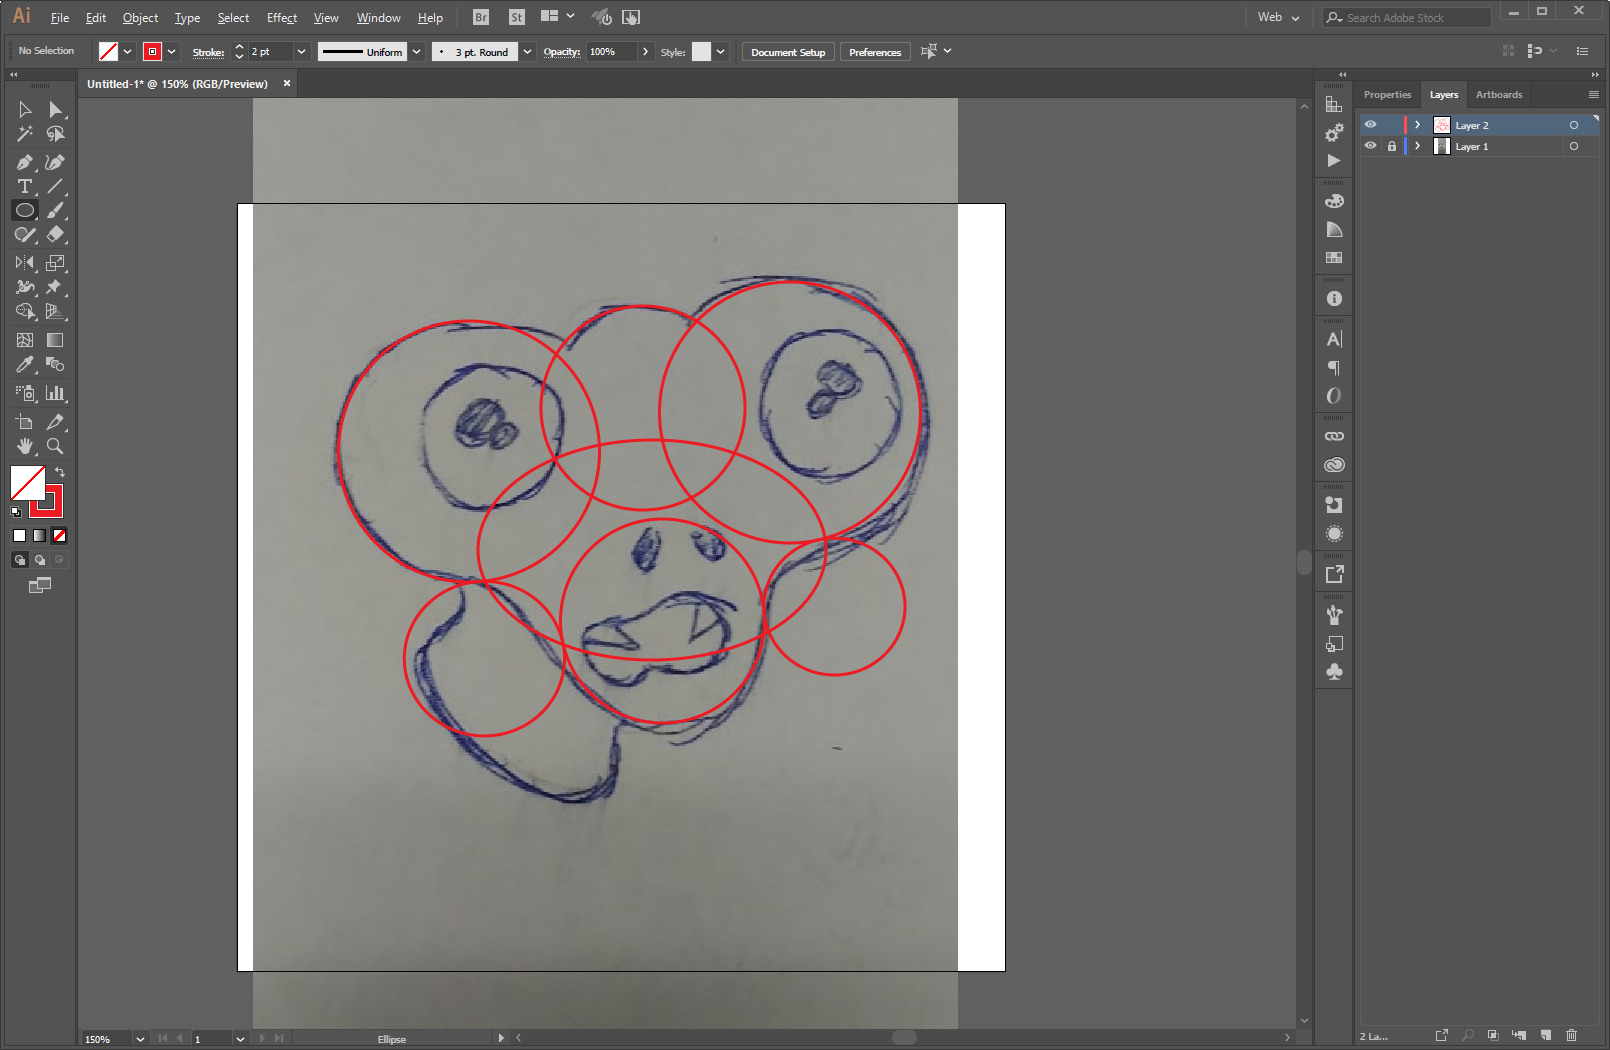 Ai File Edit Object Type Select Effect View Window Help Br St Web Search Adobe Stock
No Selection Stroke: 2 pt Uniform 3 pt. Round Opacity: 100% Style: Document Setup Preferences
Untitled-1* @ 150% (RGB/Preview)
Properties Layers Artboards
Layer 2
Layer 1
150% 1 Ellipse
2 La...